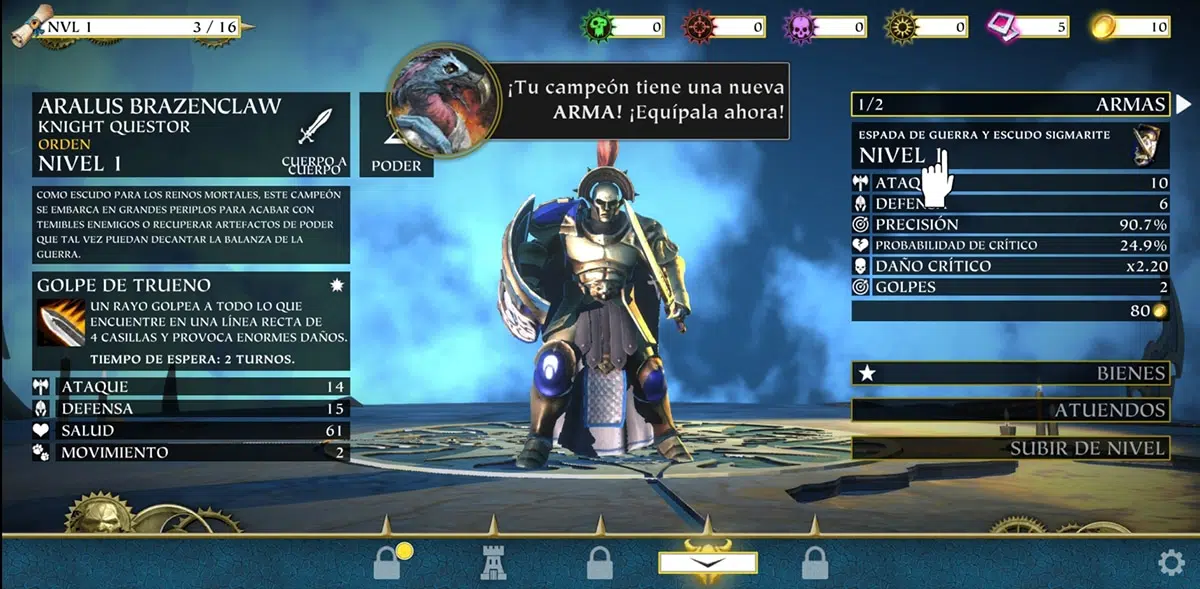 NVL 1
3 / 16
0
0
0
0
5
10
¡Tu campeón tiene una nueva
ARMA! ¡Equípala ahora!
ARALUS BRAZENCLAW
KNIGHT QUESTOR
ORDEN
NIVEL 1
CUERPO A
CUERPO
PODER
COMO ESCUDO PARA LOS REINOS MORTALES, ESTE CAMPEÓN
SE EMBARCA EN GRANDES PERIPLOS PARA ACABAR CON
TEMIBLES ENEMIGOS O RECUPERAR ARTEFACTOS DE PODER
QUE TAL VEZ PUEDAN DECANTAR LA BALANZA DE LA
GUERRA.
GOLPE DE TRUENO
UN RAYO GOLPEA A TODO LO QUE
ENCUENTRE EN UNA LÍNEA RECTA DE
4 CASILLAS Y PROVOCA ENORMES DAÑOS.
TIEMPO DE ESPERA: 2 TURNOS.
ATAQUE 14
DEFENSA 15
SALUD 61
MOVIMIENTO 2
1/2 ARMAS
ESPADA DE GUERRA Y ESCUDO SIGMARITE
NIVEL
10
6
PRECISIÓN 90.7%
PROBABILIDAD DE CRÍTICO 24.9%
DAÑO CRÍTICO x2.20
GOLPES 2
80
BIENES
ATUENDOS
SUBIR DE NIVEL